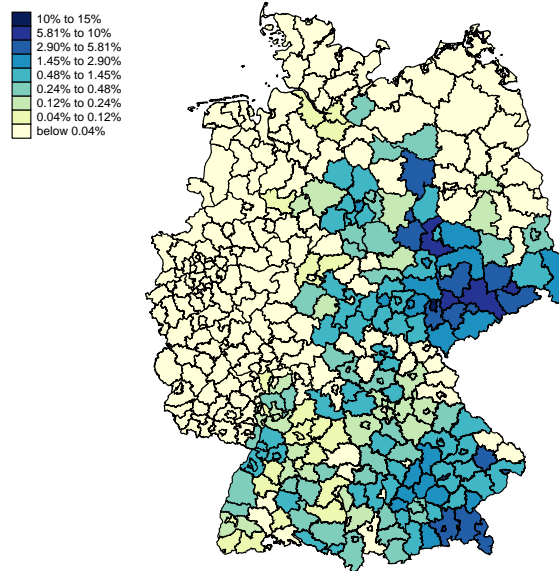 10% to 15%
5.81% to 10%
2.90% to 5.81%
1.45% to 2.90%
0.48% to 1.45%
0.24% to 0.48%
0.12% to 0.24%
0.04% to 0.12%
below 0.04%